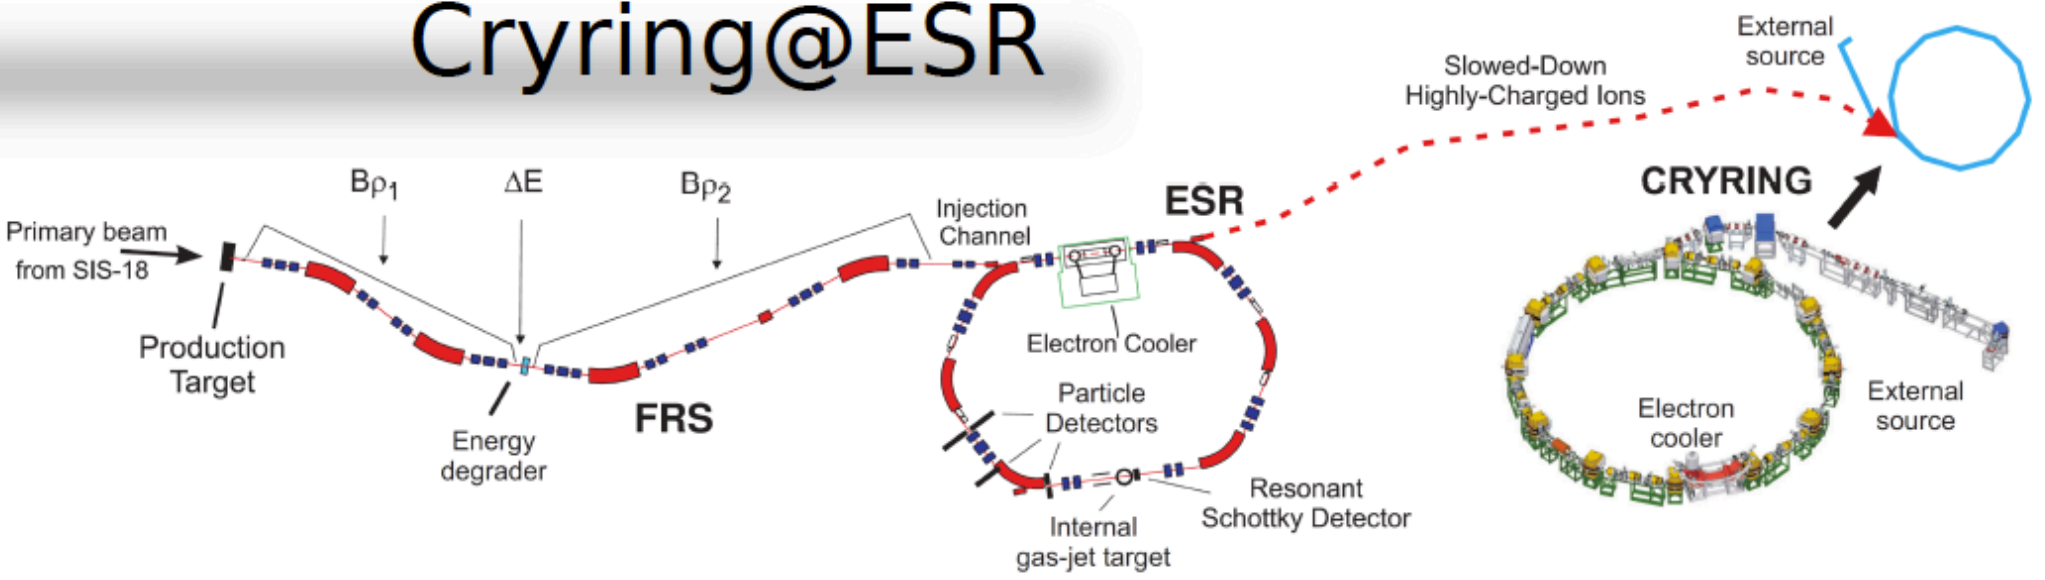 Cryring@ESR
External
source
Slowed-Down
Highly-Charged Ions
CRYRING
Bρ1
ΔE
Bρ2
Primary beam
from SIS-18
Injection
Channel
ESR
Production
Target
Electron Cooler
FRS
Energy
degrader
Particle
Detectors
Internal
gas-jet target
Resonant
Schottky Detector
Electron
cooler
External
source